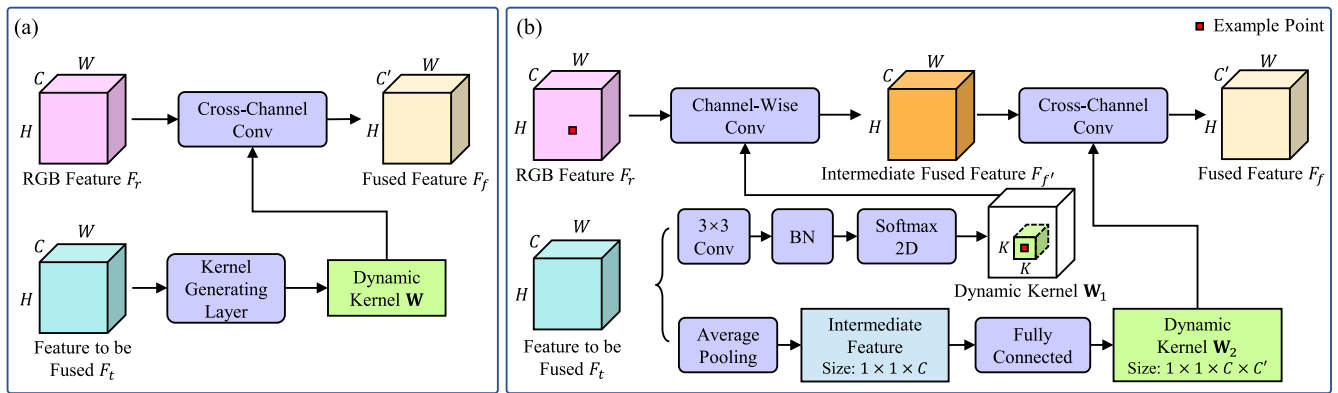 (a)
C
W
H
RGB Feature F_r
Cross-Channel
Conv
C′
W
H
Fused Feature F_f
C
W
H
Feature to be
Fused F_t
Kernel
Generating
Layer
Dynamic
Kernel W
(b)
Example Point
C
W
H
RGB Feature F_r
Channel-Wise
Conv
C
W
H
Intermediate Fused Feature F_f′
Cross-Channel
Conv
C′
W
H
Fused Feature F_f
C
W
H
Feature to be
Fused F_t
3×3
Conv
BN
Softmax
2D
K
K
Dynamic Kernel W₁
Average
Pooling
Intermediate
Feature
Size: 1 × 1 × C
Fully
Connected
Dynamic
Kernel W₂
Size: 1 × 1 × C × C′